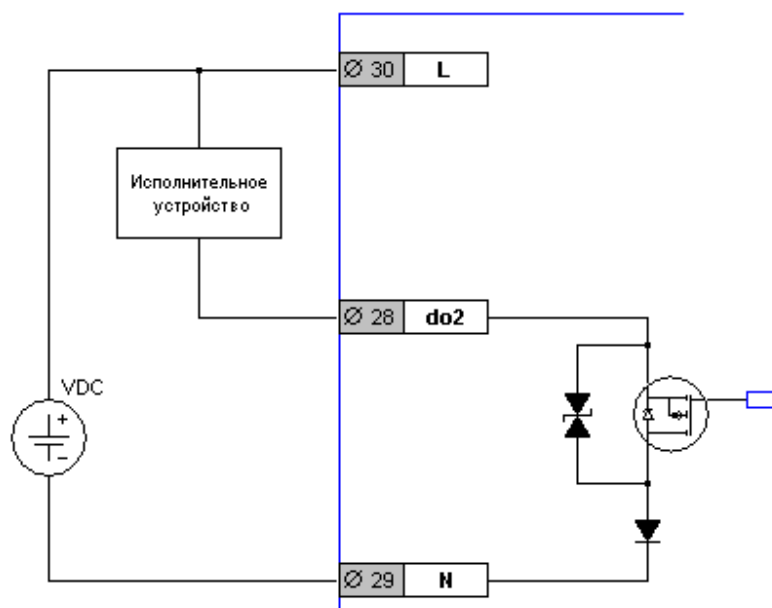 Ø 30 L
Исполнительное
устройство
Ø 28 do2
VDC
+
−
Ø 29 N